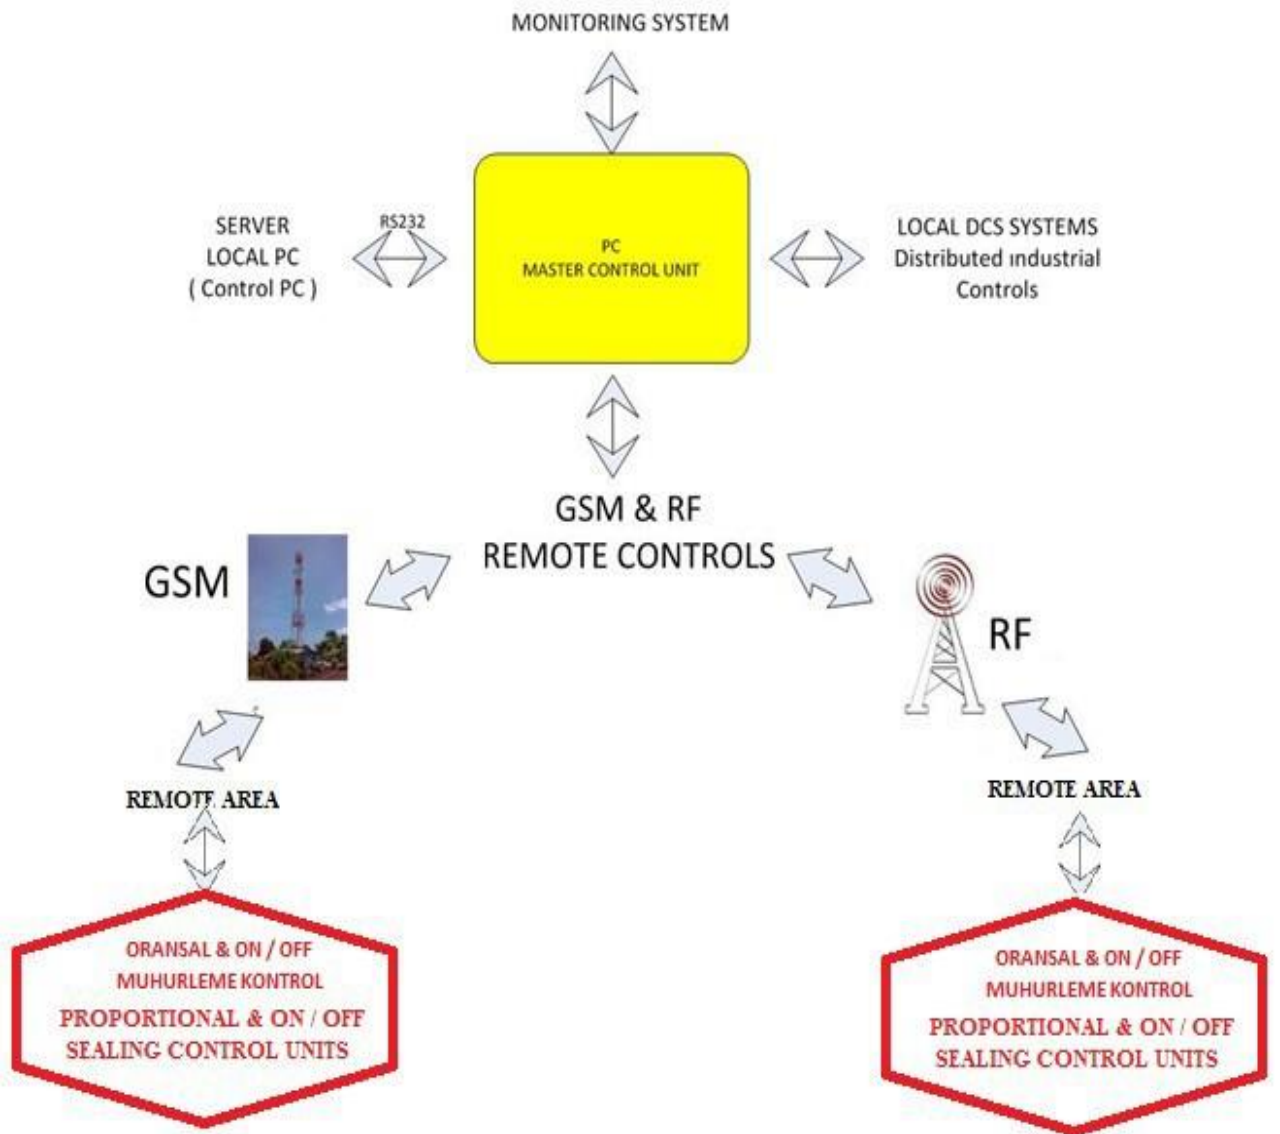 MONITORING SYSTEM
SERVER
LOCAL PC
( Control PC )
RS232
PC
MASTER CONTROL UNIT
LOCAL DCS SYSTEMS
Distributed ındustrial
Controls
GSM & RF
REMOTE CONTROLS
GSM
RF
REMOTE AREA
REMOTE AREA
ORANSAL & ON / OFF
MUHURLEME KONTROL
PROPORTIONAL & ON / OFF
SEALING CONTROL UNITS
ORANSAL & ON / OFF
MUHURLEME KONTROL
PROPORTIONAL & ON / OFF
SEALING CONTROL UNITS